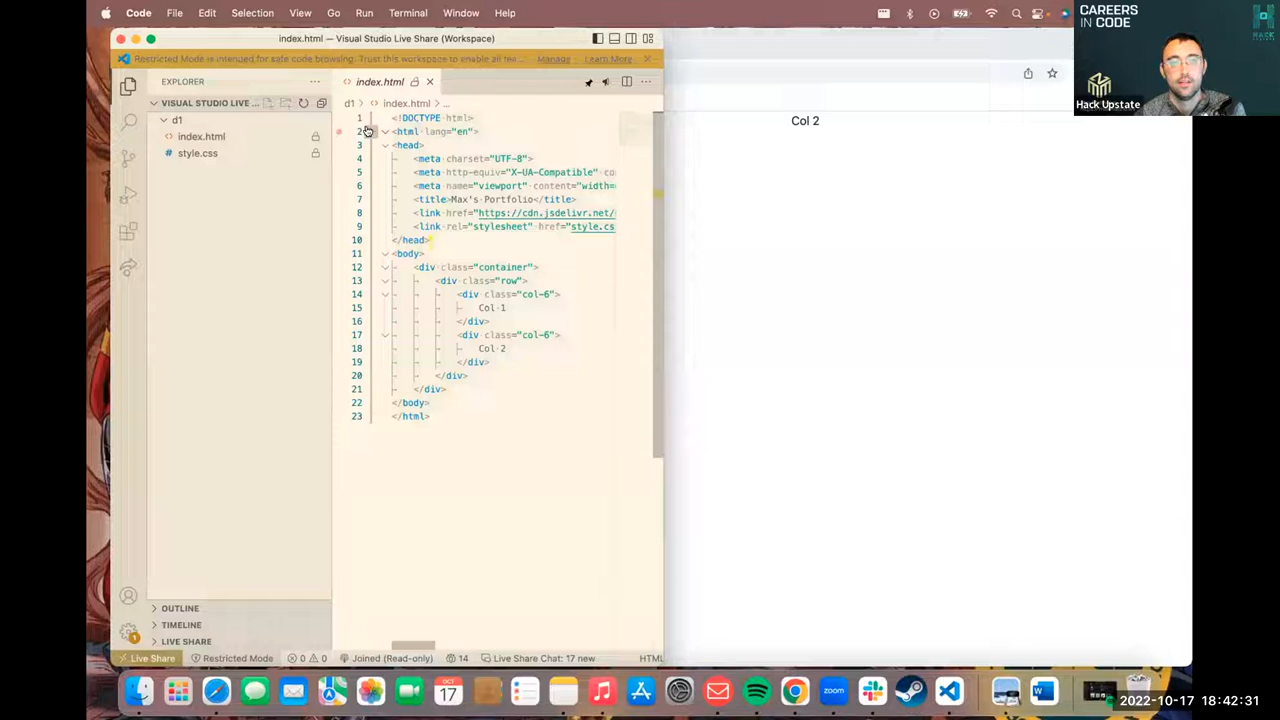 Code File Edit Selection View Go Run Terminal Window Help
CAREERS
IN CODE
Hack Upstate
index.html — Visual Studio Live Share (Workspace)
Restricted Mode is intended for safe code browsing. Trust this workspace to enable all fea... Manage Learn More
EXPLORER ...
index.html
VISUAL STUDIO LIVE ...
d1 > index.html > ...
d1
index.html
style.css
1 <!DOCTYPE html>
2 <html lang="en">
3 <head>
4 <meta charset="UTF-8">
5 <meta http-equiv="X-UA-Compatible" co
6 <meta name="viewport" content="width=
7 <title>Max's Portfolio</title>
8 <link href="https://cdn.jsdelivr.net/
9 <link rel="stylesheet" href="style.cs
10 </head>
11 <body>
12 <div class="container">
13 <div class="row">
14 <div class="col-6">
15 Col 1
16 </div>
17 <div class="col-6">
18 Col 2
19 </div>
20 </div>
21 </div>
22 </body>
23 </html>
Col 2
OUTLINE
TIMELINE
LIVE SHARE
Live Share Restricted Mode 0 0 Joined (Read-only) 14 Live Share Chat: 17 new HTML
OCT
17
zoom
2022-10-17 18:42:31